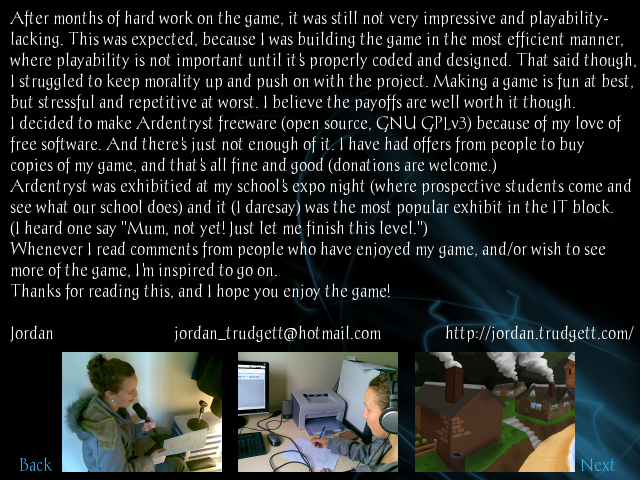 After months of hard work on the game, it was still not very impressive and playability-
lacking. This was expected, because I was building the game in the most efficient manner,
where playability is not important until it's properly coded and designed. That said though,
I struggled to keep morality up and push on with the project. Making a game is fun at best,
but stressful and repetitive at worst. I believe the payoffs are well worth it though.
I decided to make Ardentryst freeware (open source, GNU GPLv3) because of my love of
free software. And there's just not enough of it. I have had offers from people to buy
copies of my game, and that's all fine and good (donations are welcome.)
Ardentryst was exhibitied at my school's expo night (where prospective students come and
see what our school does) and it (I daresay) was the most popular exhibit in the IT block.
(I heard one say "Mum, not yet! Just let me finish this level.")
Whenever I read comments from people who have enjoyed my game, and/or wish to see
more of the game, I'm inspired to go on.
Thanks for reading this, and I hope you enjoy the game!
Jordan jordan_trudgett@hotmail.com http://jordan.trudgett.com/
Back Next